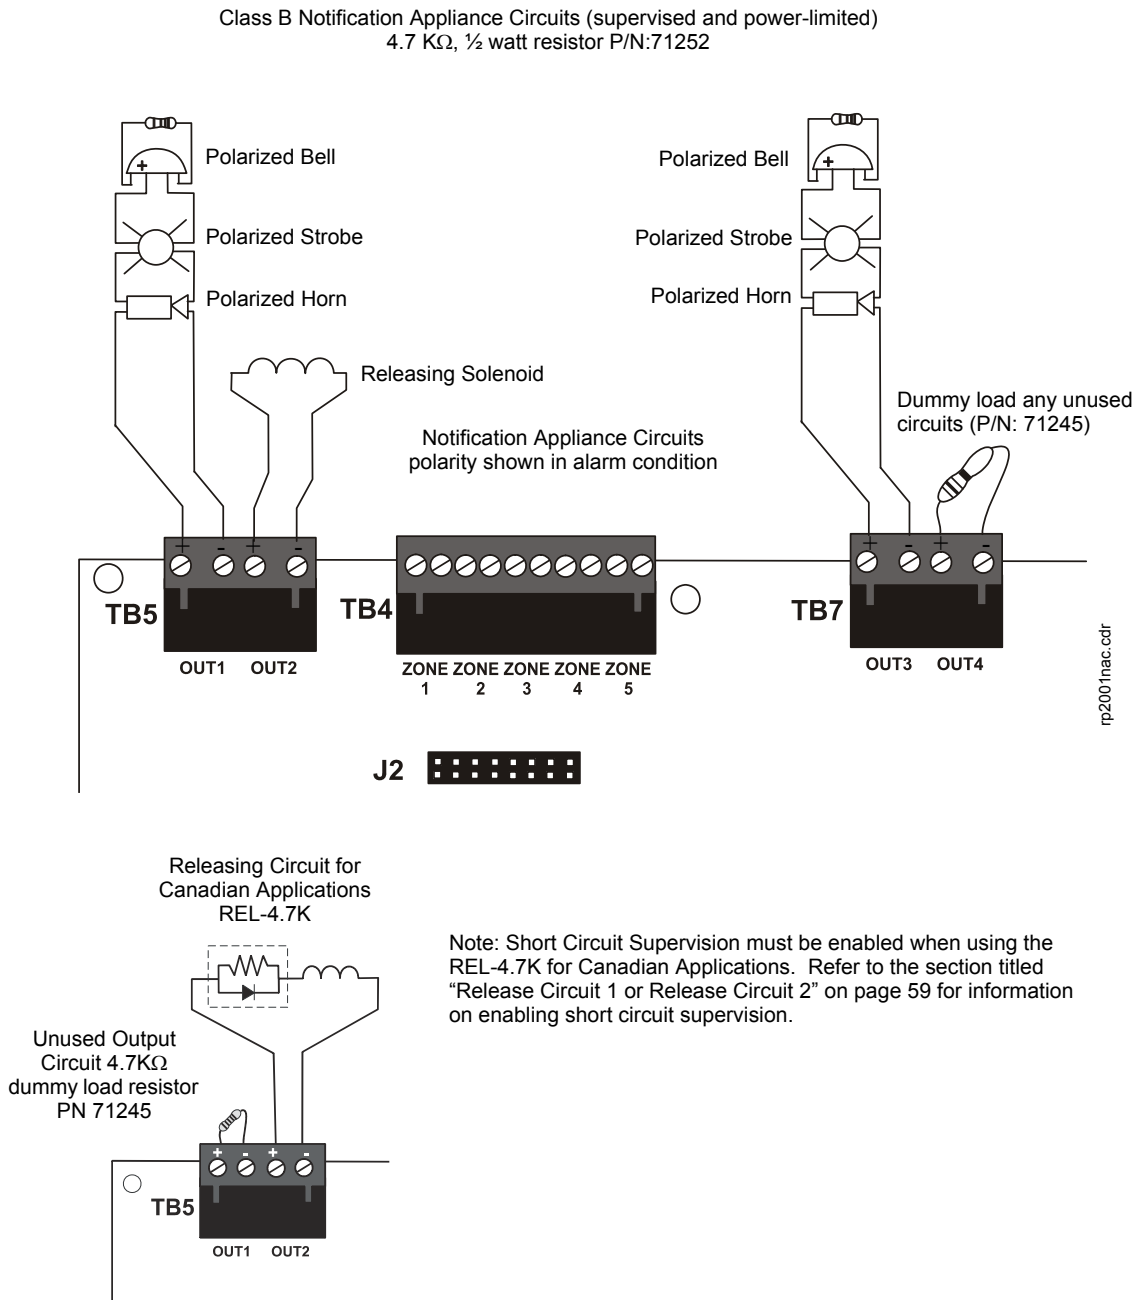 Class B Notification Appliance Circuits (supervised and power-limited)
4.7 KΩ, ½ watt resistor P/N:71252
+
Polarized Bell
Polarized Strobe
Polarized Horn
Releasing Solenoid
+
Polarized Bell
Polarized Strobe
Polarized Horn
Dummy load any unused
circuits (P/N: 71245)
Notification Appliance Circuits
polarity shown in alarm condition
+ - + -
TB5
OUT1 OUT2
TB4
ZONE ZONE ZONE ZONE ZONE
1 2 3 4 5
+ - + -
TB7
OUT3 OUT4
rp2001nac.cdr
J2
Releasing Circuit for
Canadian Applications
REL-4.7K
Note: Short Circuit Supervision must be enabled when using the
REL-4.7K for Canadian Applications. Refer to the section titled
“Release Circuit 1 or Release Circuit 2” on page 59 for information
on enabling short circuit supervision.
Unused Output
Circuit 4.7KΩ
dummy load resistor
PN 71245
+ - + -
TB5
OUT1 OUT2